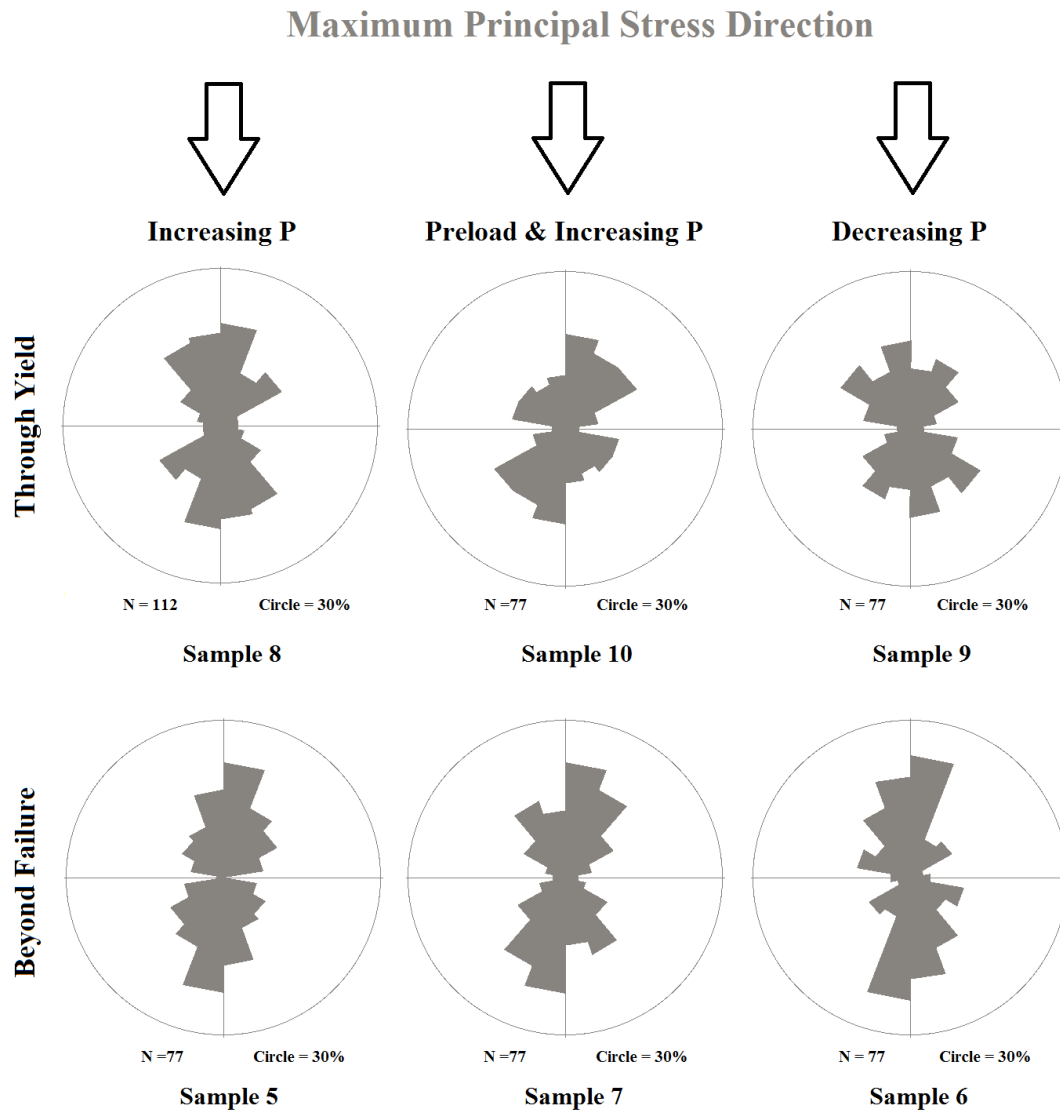 Maximum Principal Stress Direction
Increasing P
Preload & Increasing P
Decreasing P
Through Yield
N = 112
Circle = 30%
N =77
Circle = 30%
N = 77
Circle = 30%
Sample 8
Sample 10
Sample 9
Beyond Failure
N =77
Circle = 30%
N =77
Circle = 30%
N = 77
Circle = 30%
Sample 5
Sample 7
Sample 6